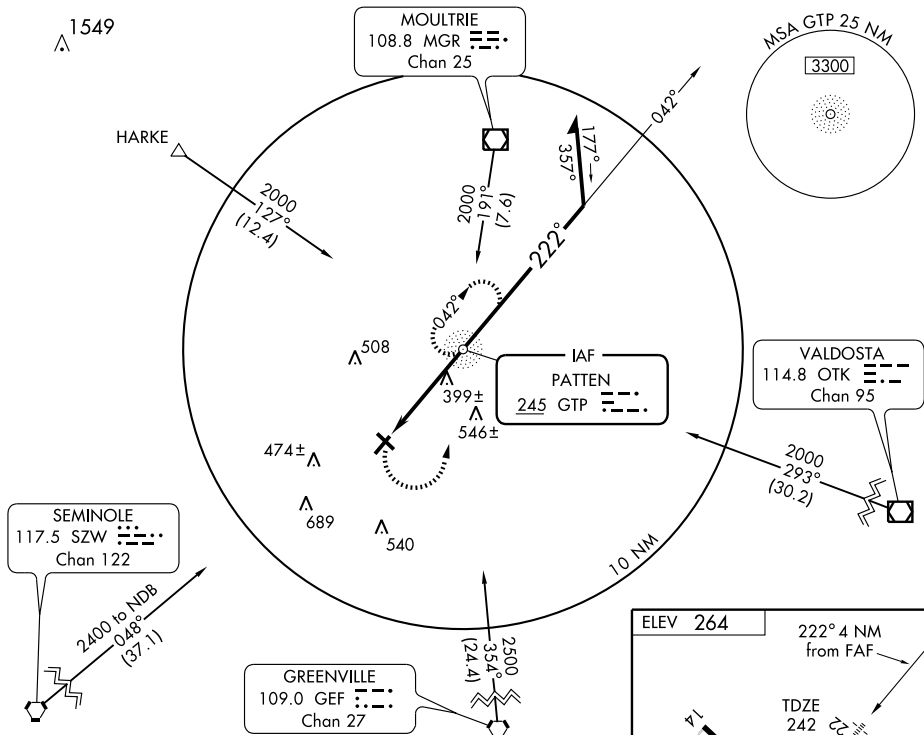 1549
MOULTRIE
108.8 MGR
Chan 25
MSA GTP 25 NM
3300
HARKE
2000
127°
(12.4)
2000
191°
(7.6)
177°
357°
042°
222°
042°
508
399±
546±
IAF
PATTEN
245 GTP
VALDOSTA
114.8 OTK
Chan 95
2000
293°
(30.2)
474±
689
540
SEMINOLE
117.5 SZW
Chan 122
2400 to NDB
048°
(37.1)
10 NM
2500
354°
(24.4)
GREENVILLE
109.0 GEF
Chan 27
ELEV 264
222° 4 NM
from FAF
TDZE
242
22
14